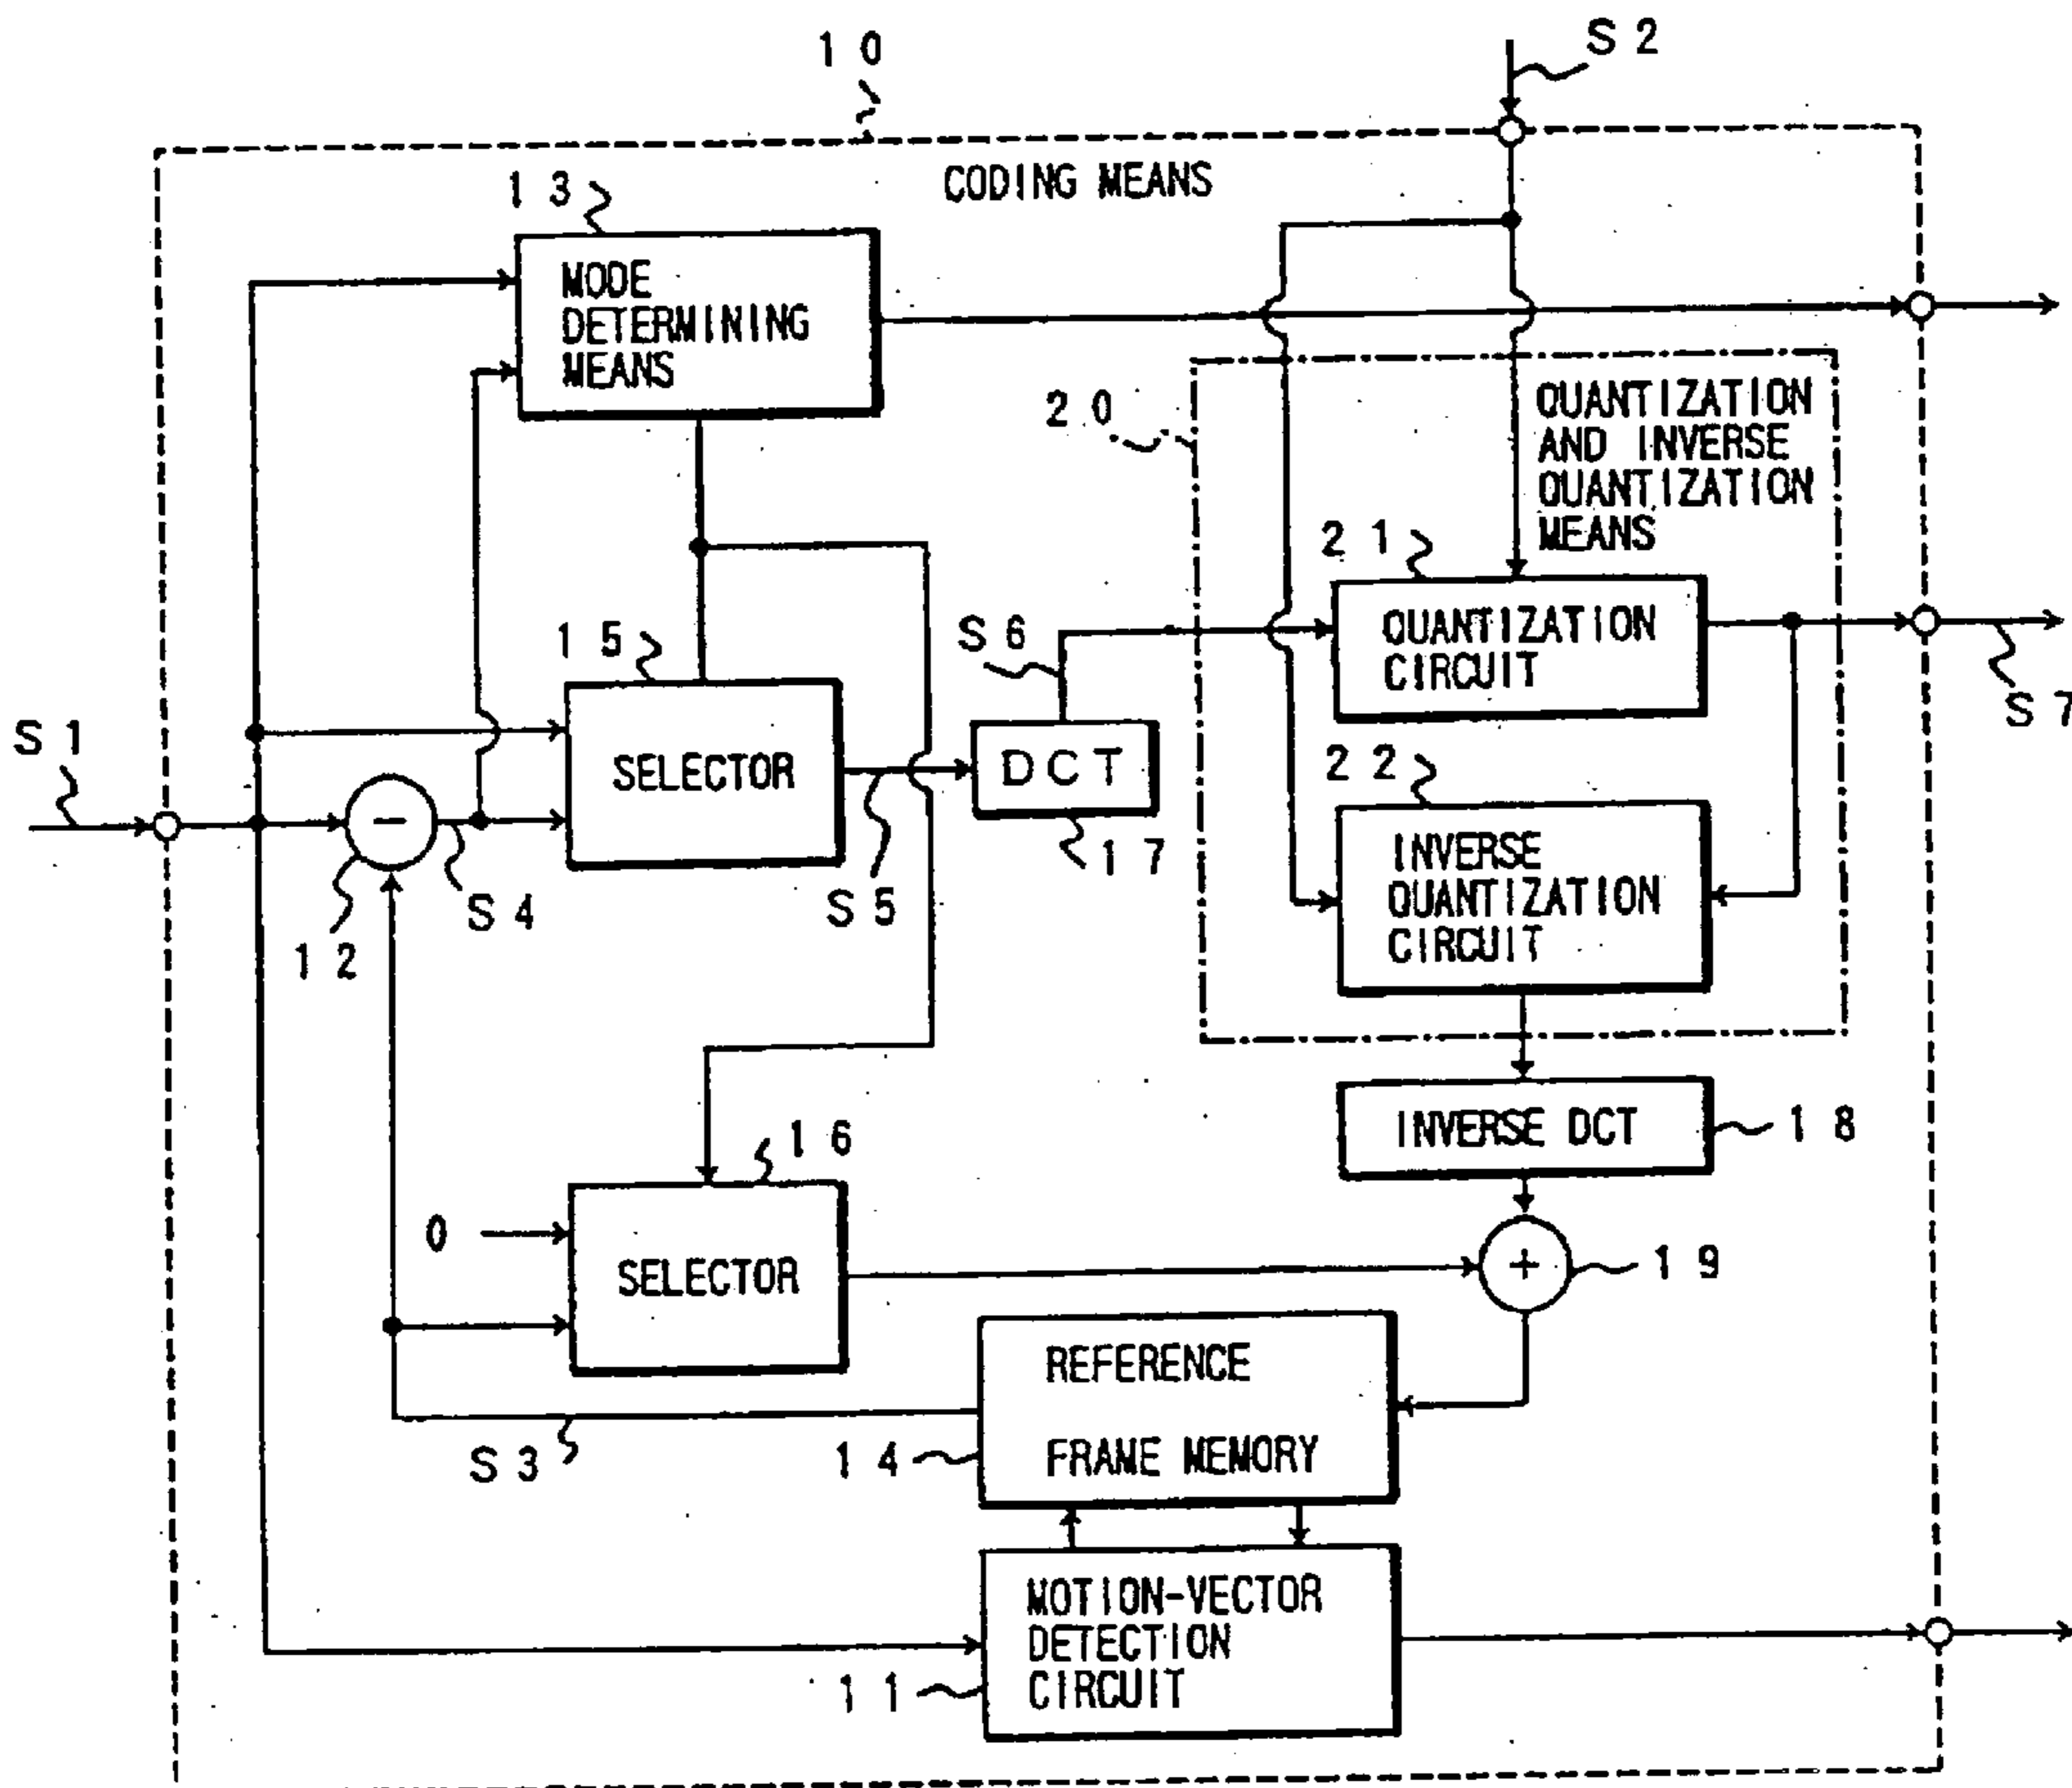 10
S2
CODING MEANS
13
MODE
DETERMINING
MEANS
20
QUANTIZATION
AND INVERSE
QUANTIZATION
MEANS
21
15
S6
QUANTIZATION
CIRCUIT
S1
SELECTOR
DCT
S7
22
17
12
S4
S5
INVERSE
QUANTIZATION
CIRCUIT
−
16
INVERSE DCT
18
0
SELECTOR
+
19
REFERENCE
FRAME MEMORY
S3
14
MOTION-VECTOR
DETECTION
CIRCUIT
11